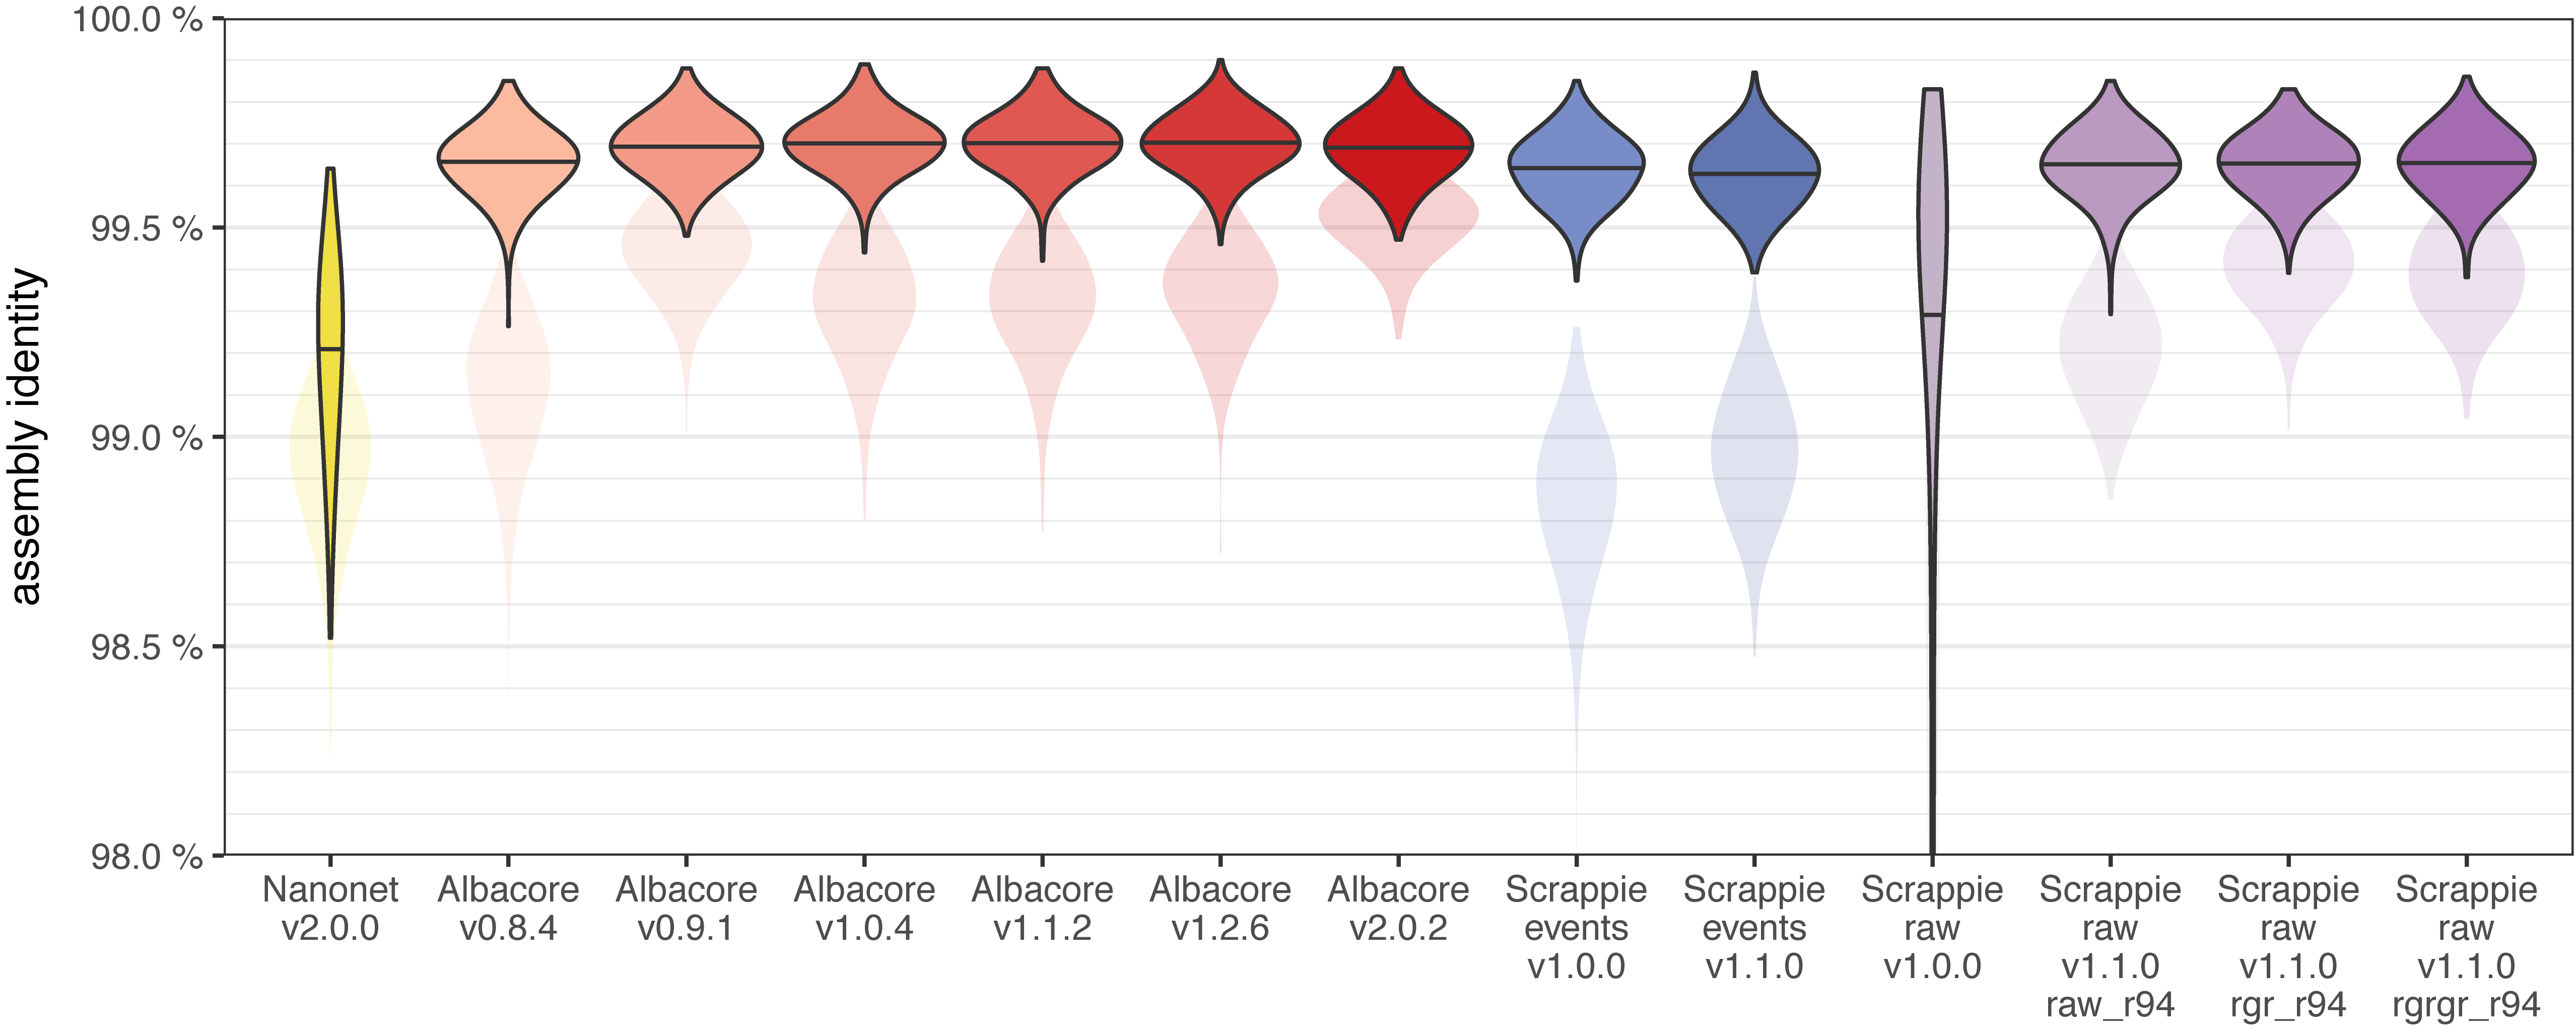 assembly identity
100.0 %
99.5 %
99.0 %
98.5 %
98.0 %
Nanonet
v2.0.0
Albacore
v0.8.4
Albacore
v0.9.1
Albacore
v1.0.4
Albacore
v1.1.2
Albacore
v1.2.6
Albacore
v2.0.2
Scrappie
events
v1.0.0
Scrappie
events
v1.1.0
Scrappie
raw
v1.0.0
Scrappie
raw
v1.1.0
raw_r94
Scrappie
raw
v1.1.0
rgr_r94
Scrappie
raw
v1.1.0
rgrgr_r94